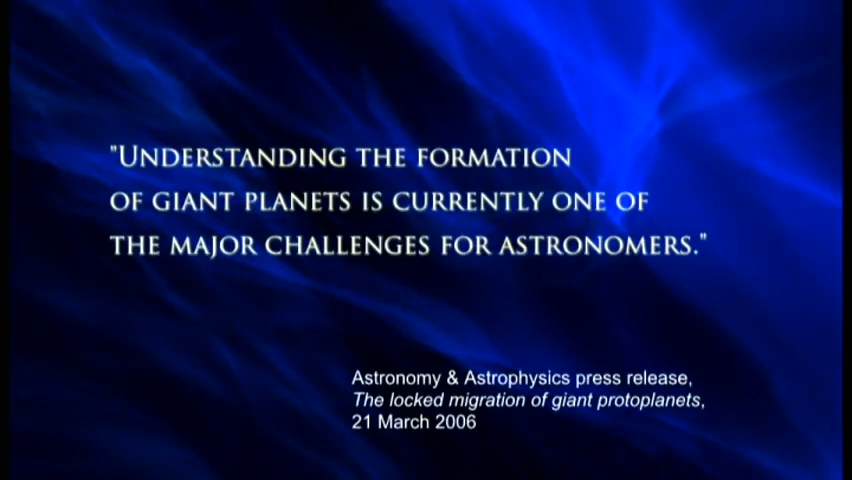 "Understanding the formation
of giant planets is currently one of
the major challenges for astronomers."
Astronomy & Astrophysics press release,
The locked migration of giant protoplanets,
21 March 2006